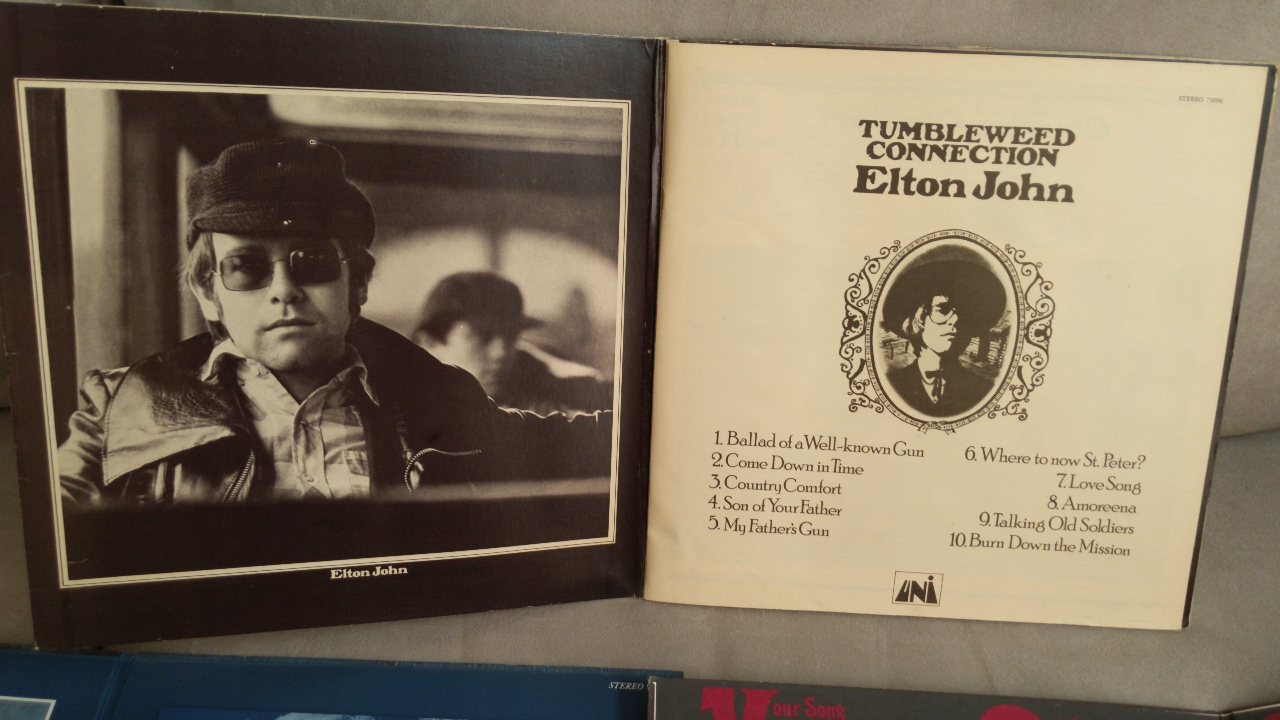 Elton John
STEREO
TUMBLEWEED
CONNECTION
Elton John
1. Ballad of a Well-known Gun
2. Come Down in Time
3. Country Comfort
4. Son of Your Father
5. My Father's Gun
6. Where to now St. Peter?
7. Love Song
8. Amoreena
9. Talking Old Soldiers
10. Burn Down the Mission
UNI
STEREO
Your Song